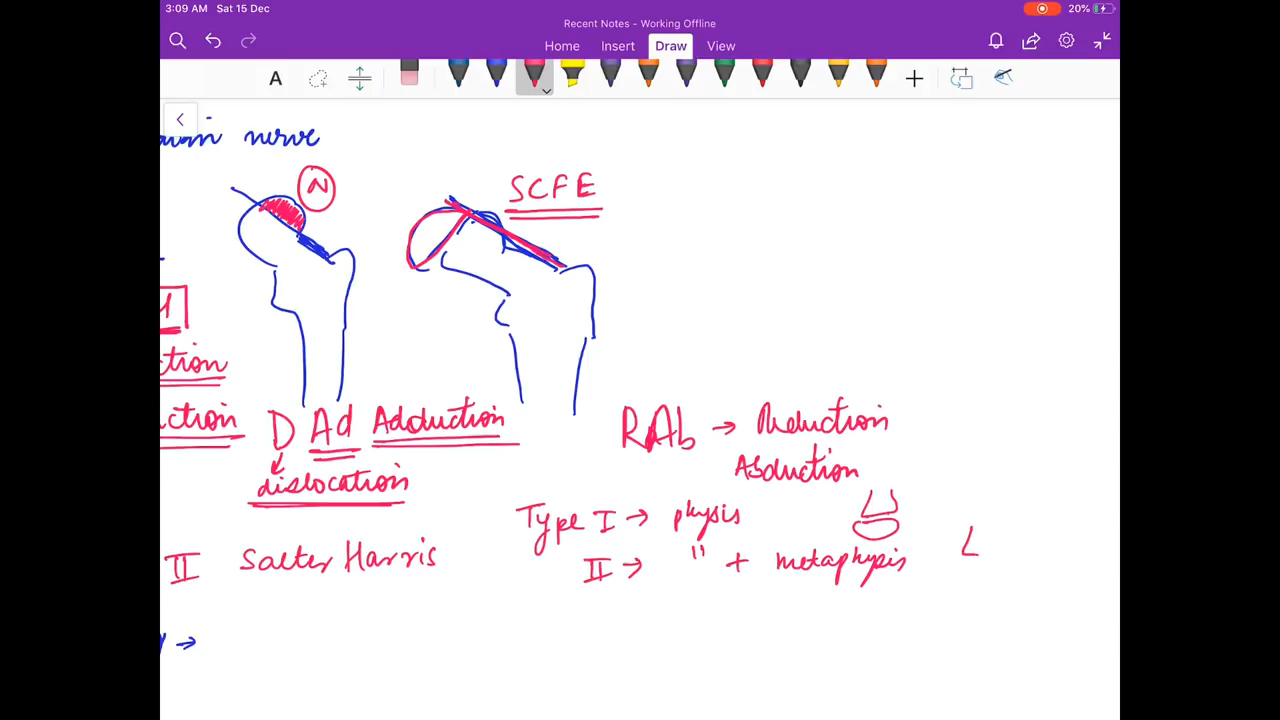 3:09 AM Sat 15 Dec
20%
Recent Notes - Working Offline
Home Insert Draw View
A
nerve
N
SCFE
ction
ction D Ad Adduction
RAb → Reduction
Abduction
dislocation
Type I → physis
II Salter Harris
II → " + metaphysis
→